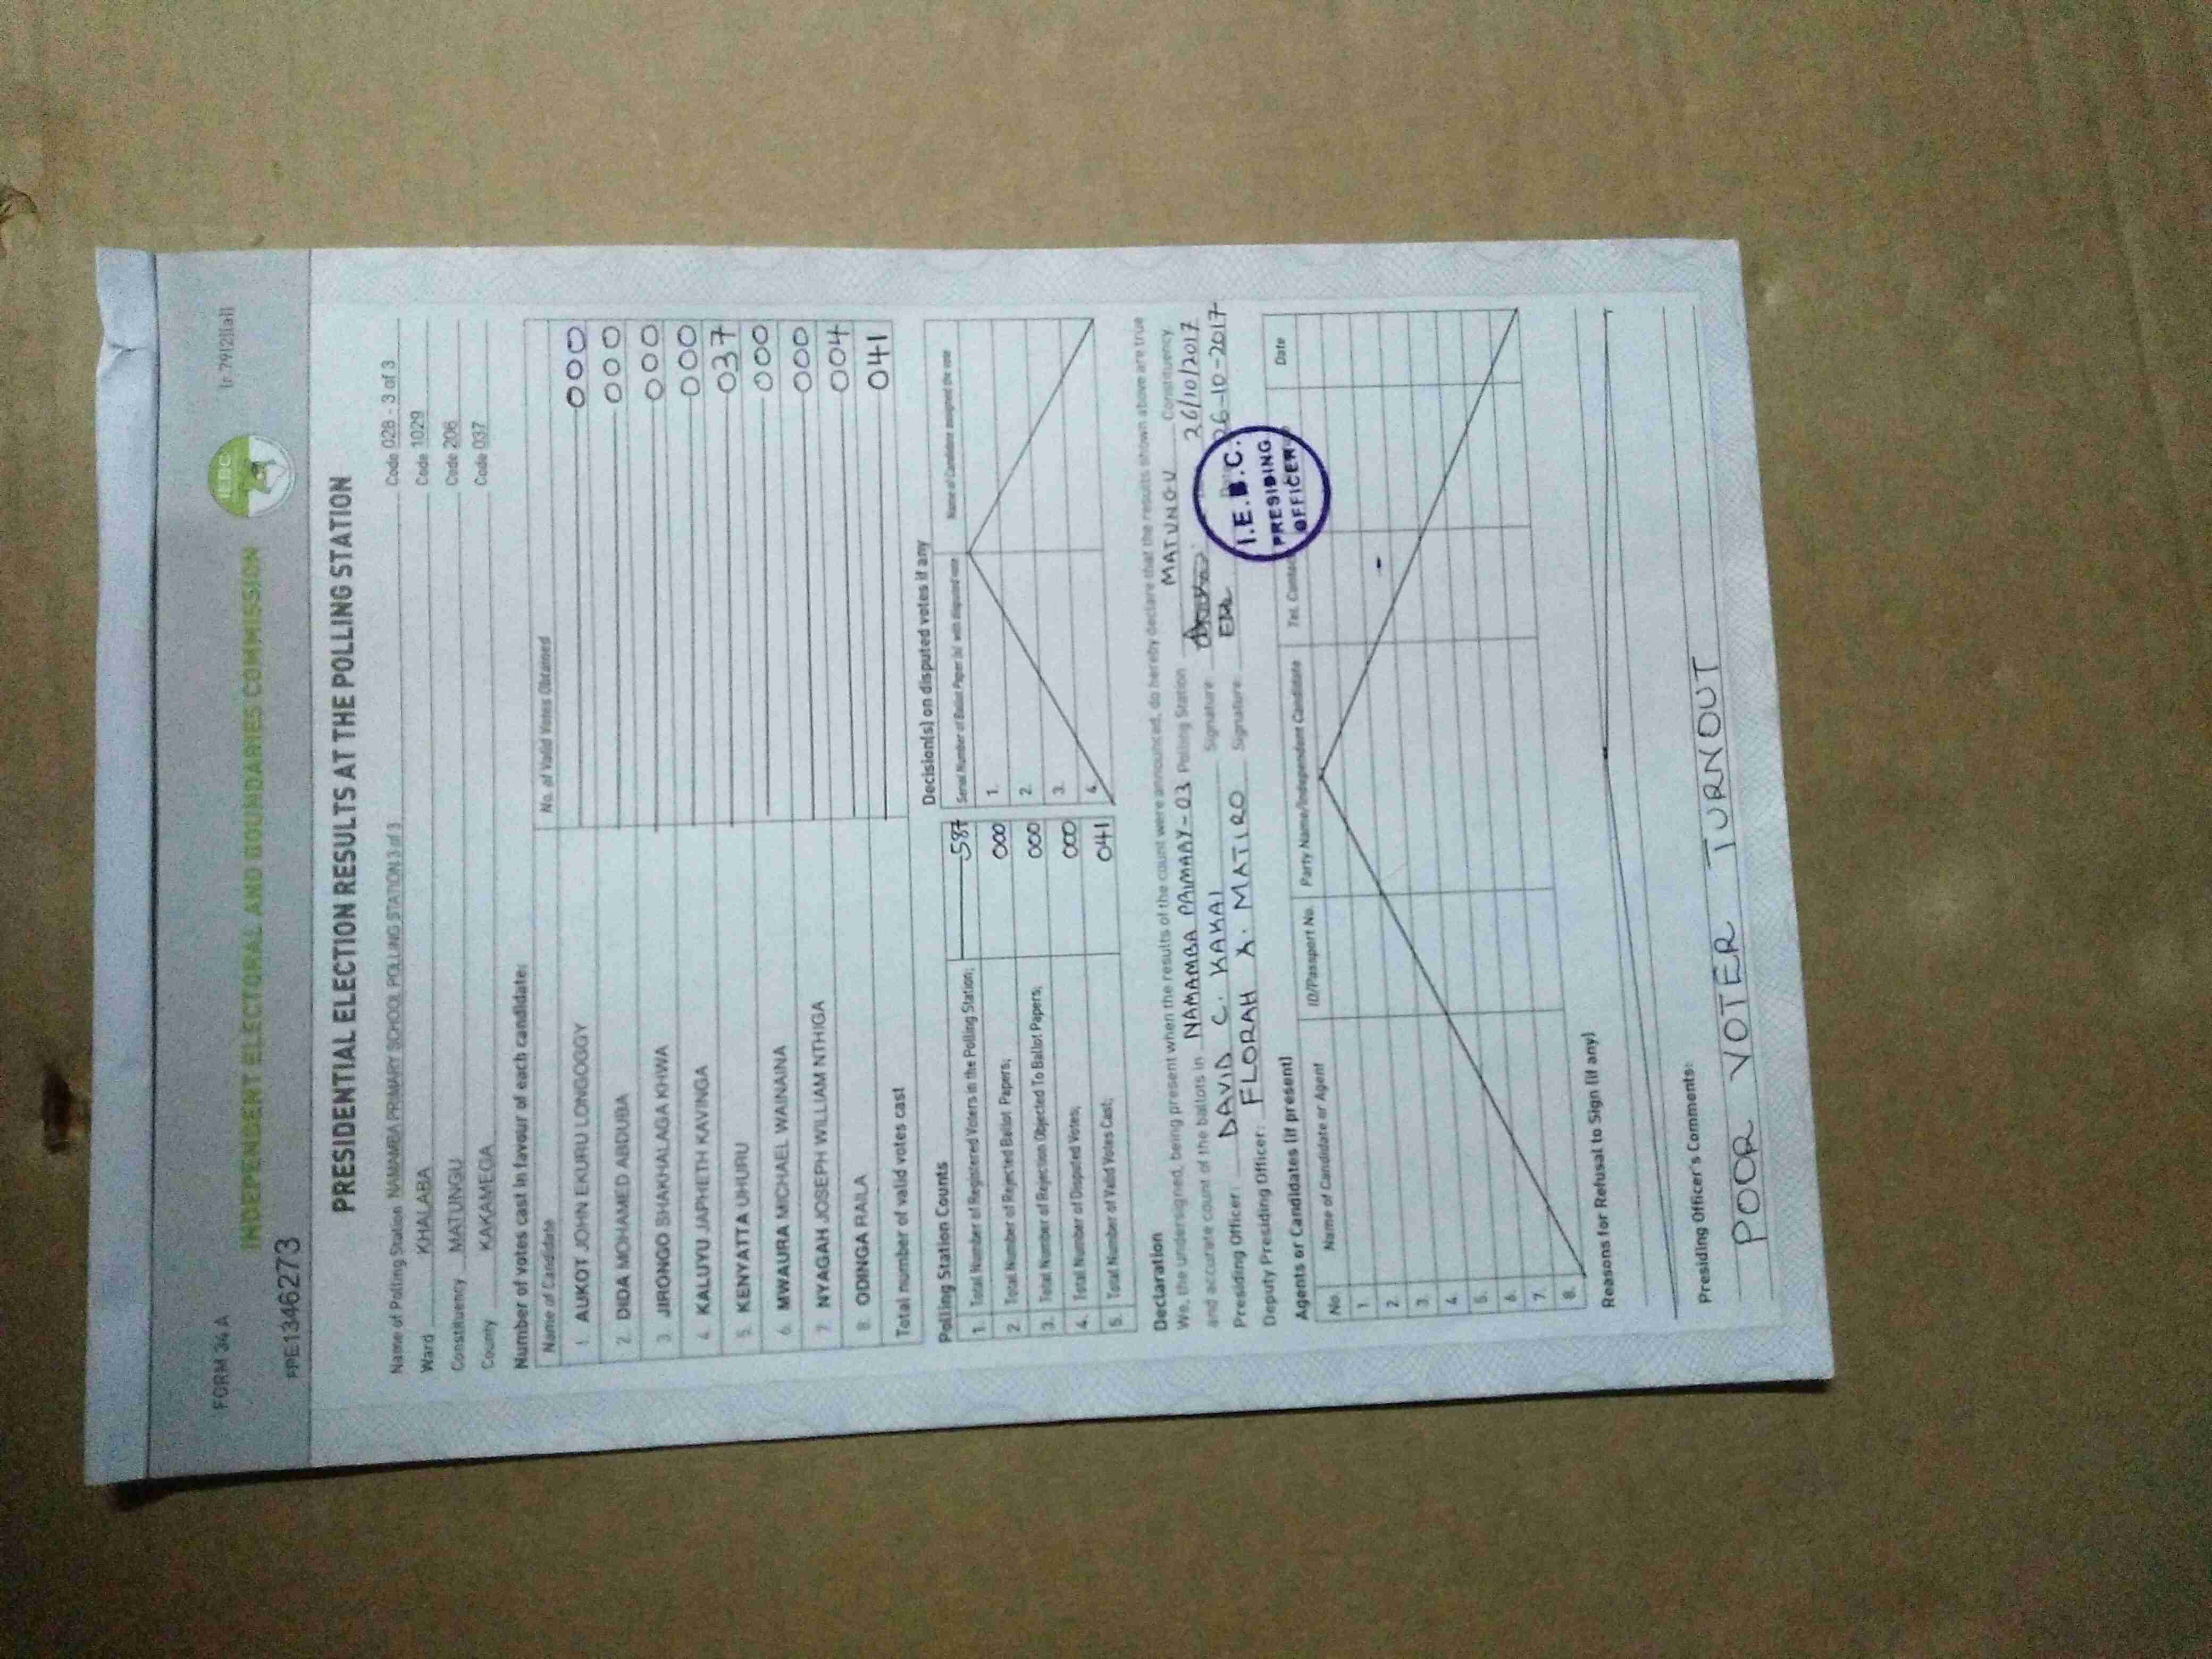 FORM 34A
(r.79(2)(a))
INDEPENDENT ELECTORAL AND BOUNDARIES COMMISSION
IEBC
PPE1346273
PRESIDENTIAL ELECTION RESULTS AT THE POLLING STATION
Name of Polling Station NAMAMBA PRIMARY SCHOOL POLLING STATION 3 of 3 Code 028 - 3 of 3
Ward KHALABA Code 1029
Constituency MATUNGU Code 206
County KAKAMEGA Code 037
Number of votes cast in favour of each candidate:
Name of Candidate No. of Valid Votes Obtained
1. AUKOT JOHN EKURU LONGOGGY 000
2. DIDA MOHAMED ABDUBA 000
3. JIRONGO SHAKHALAGA KHWA 000
4. KALUYU JAPHETH KAVINGA 000
5. KENYATTA UHURU 037
6. MWAURA MICHAEL WAINAINA 000
7. NYAGAH JOSEPH WILLIAM NTHIGA 000
8. ODINGA RAILA 004
Total number of valid votes cast 041
Polling Station Counts
1. Total Number of Registered Voters in the Polling Station; 587
2. Total Number of Rejected Ballot Papers; 000
3. Total Number of Rejection Objected To Ballot Papers; 000
4. Total Number of Disputed Votes; 000
5. Total Number of Valid Votes Cast; 041
Decision(s) on disputed votes if any
Serial Number of Ballot Paper (s) with disputed vote Name of Candidate assigned the vote
1.
2.
3.
4.
Declaration
We, the undersigned, being present when the results of the count were announced, do hereby declare that the results shown above are true
and accurate count of the ballots in NAMAMBA PRIMARY-03 Polling Station MATUNGU Constituency
Presiding Officer: DAVID C. KAKAI Signature: 26/10/2017
Deputy Presiding Officer: FLORAH X. MATIRO Signature: 26-10-2017
I.E.B.C.
PRESIDING
OFFICER
Agents or Candidates (if present)
No. Name of Candidate or Agent ID/Passport No. Party Name/Independent Candidate Tel. Contact Date
1.
2.
3.
4.
5.
6.
7.
8.
Reasons for Refusal to Sign (if any)
Presiding Officer's Comments:
POOR VOTER TURNOUT